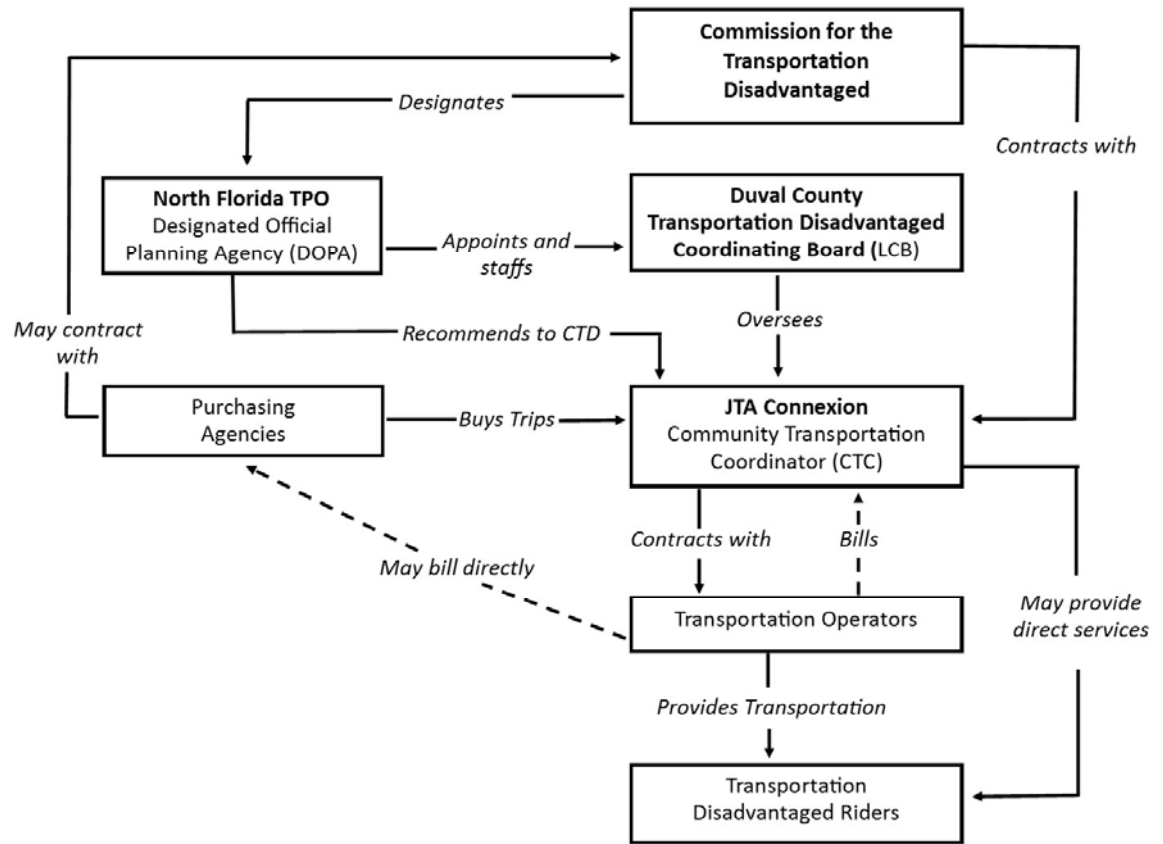 Commission for the
Transportation
Disadvantaged
Designates
Contracts with
North Florida TPO
Designated Official
Planning Agency (DOPA)
Appoints and
staffs
Duval County
Transportation Disadvantaged
Coordinating Board (LCB)
May contract
with
Recommends to CTD
Oversees
Purchasing
Agencies
Buys Trips
JTA Connexion
Community Transportation
Coordinator (CTC)
Contracts with
Bills
May bill directly
May provide
direct services
Transportation Operators
Provides Transportation
Transportation
Disadvantaged Riders